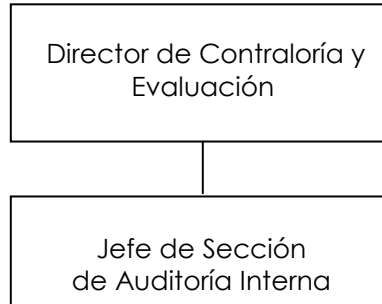 Director de Contraloría y
Evaluación
Jefe de Sección
de Auditoría Interna